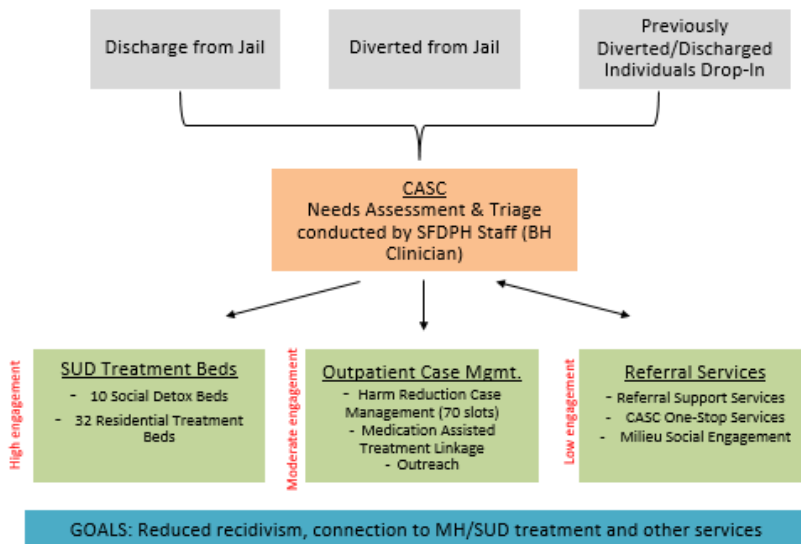 Discharge from Jail
Diverted from Jail
Previously
Diverted/Discharged
Individuals Drop-In
CASC
Needs Assessment & Triage
conducted by SFDPH Staff (BH
Clinician)
High engagement
SUD Treatment Beds
- 10 Social Detox Beds
- 32 Residential Treatment
Beds
Moderate engagement
Outpatient Case Mgmt.
- Harm Reduction Case
Management (70 slots)
- Medication Assisted
Treatment Linkage
- Outreach
Low engagement
Referral Services
- Referral Support Services
- CASC One-Stop Services
- Milieu Social Engagement
GOALS: Reduced recidivism, connection to MH/SUD treatment and other services